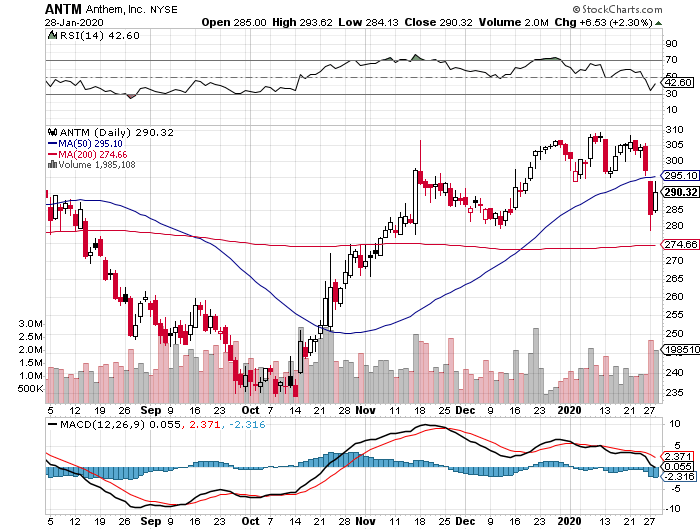 ANTM Anthem, Inc. NYSE © StockCharts.com
28-Jan-2020 Open 285.00 High 293.62 Low 284.13 Close 290.32 Volume 2.0M Chg +6.53 (+2.30%)▲
RSI(14) 42.60
90
70
50
42.60
30
10
ANTM (Daily) 290.32
MA(50) 295.10
MA(200) 274.66
Volume 1,985,108
310
305
300
295.10
290.32
285
280
274.66
270
265
260
255
250
245
240
235
3.0M
2.5M
2.0M
1.5M
1.0M
500K
1985108
5 12 19 26 Sep 9 16 23 Oct 7 14 21 28 Nov 11 18 25 Dec 9 16 23 2020 13 21 27
MACD(12,26,9) 0.055, 2.371, -2.316
10
5
2.371
0.055
-2.316
-5
-10
5 12 19 26 Sep 9 16 23 Oct 7 14 21 28 Nov 11 18 25 Dec 9 16 23 2020 13 21 27